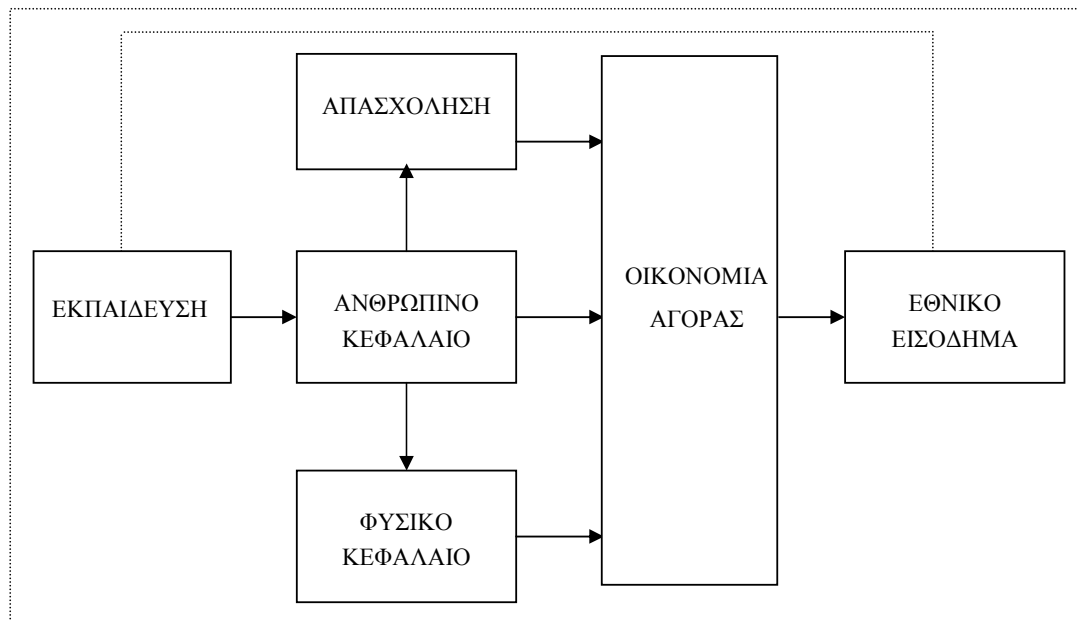 ΑΠΑΣΧΟΛΗΣΗ
ΕΚΠΑΙΔΕΥΣΗ
ΑΝΘΡΩΠΙΝΟ
ΚΕΦΑΛΑΙΟ
ΦΥΣΙΚΟ
ΚΕΦΑΛΑΙΟ
ΟΙΚΟΝΟΜΙΑ
ΑΓΟΡΑΣ
ΕΘΝΙΚΟ
ΕΙΣΟΔΗΜΑ